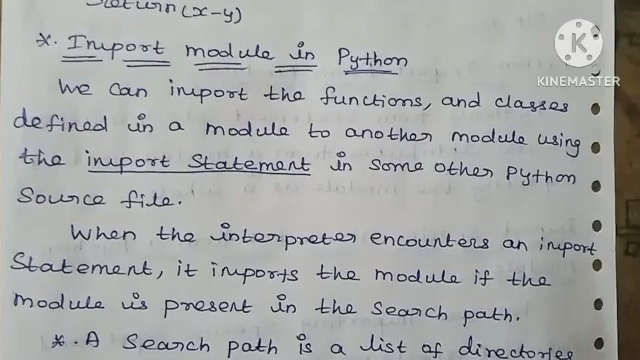 return(x-y)
*. Import module in Python
We can import the functions, and classes
defined in a module to another module using
the import Statement in some other Python
Source file.
When the interpreter encounters an import
Statement, it imports the module if the
module is present in the Search path.
*. A Search path is a list of directories
KINEMASTER